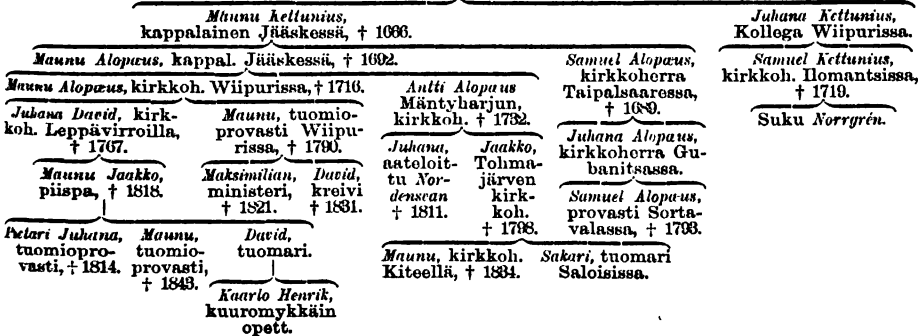 Maunu Kettunius,
kappalainen Jääskessä, † 1666.
Juhana Kettunius,
Kollega Wiipurissa.
Maunu Alopæus, kappal. Jääskessä, † 1692.
Samuel Alopæus,
kirkkoherra
Taipalsaaressa,
† 1689.
Samuel Kettunius,
kirkkoh. Ilomantsissa,
† 1719.
Maunu Alopæus, kirkkoh. Wiipurissa, † 1716.
Antti Alopæus
Mäntyharjun,
kirkkoh. † 1732.
Suku Norrgrén.
Juhana David, kirk-
koh. Leppävirroilla,
† 1767.
Maunu, tuomio-
provasti Wiipu-
rissa, † 1790.
Juhana,
aateloit-
tu Nor-
densvan
† 1811.
Jaakko,
Tohma-
järven
kirk-
koh.
† 1798.
Juhana Alopæus,
kirkkoherra Gu-
banitsassa.
Maunu Jaakko,
piispa, † 1818.
Maksimilian,
ministeri,
† 1821.
David,
kreivi
† 1831.
Samuel Alopæus,
provasti Sorta-
valassa, † 1793.
Pietari Juhana,
tuomiopro-
vasti, † 1814.
Maunu,
tuomio-
provasti,
† 1843.
David,
tuomari.
Maunu, kirkkoh.
Kiteellä, † 1834.
Sakari, tuomari
Saloisissa.
Kaarlo Henrik,
kuuromykkäin
opett.